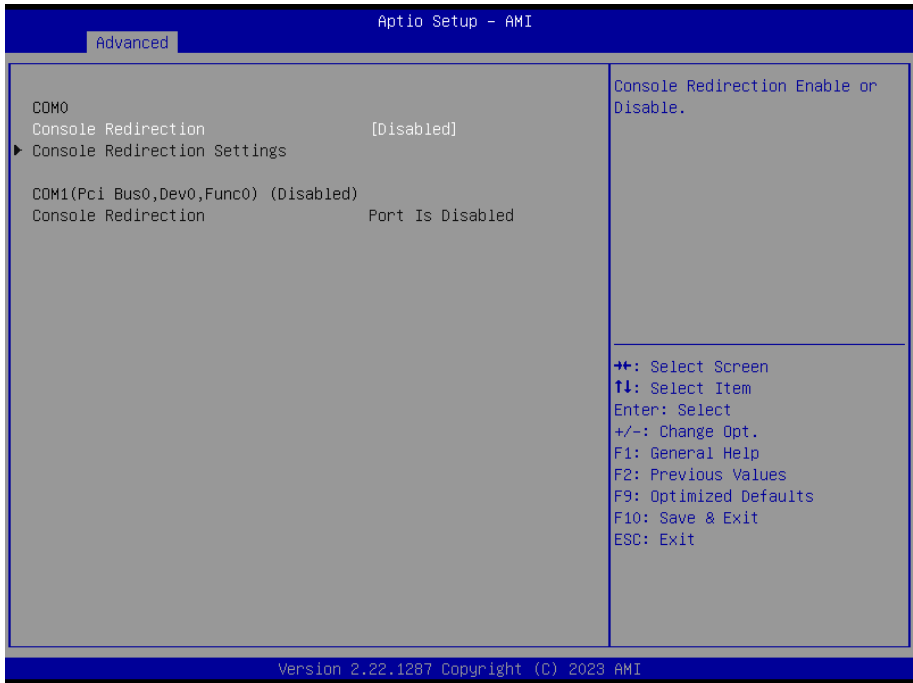 Aptio Setup – AMI
Advanced
COM0
Console Redirection [Disabled]
▶ Console Redirection Settings
COM1(Pci Bus0,Dev0,Func0) (Disabled)
Console Redirection Port Is Disabled
Console Redirection Enable or
Disable.
→←: Select Screen
↑↓: Select Item
Enter: Select
+/-: Change Opt.
F1: General Help
F2: Previous Values
F9: Optimized Defaults
F10: Save & Exit
ESC: Exit
Version 2.22.1287 Copyright (C) 2023 AMI